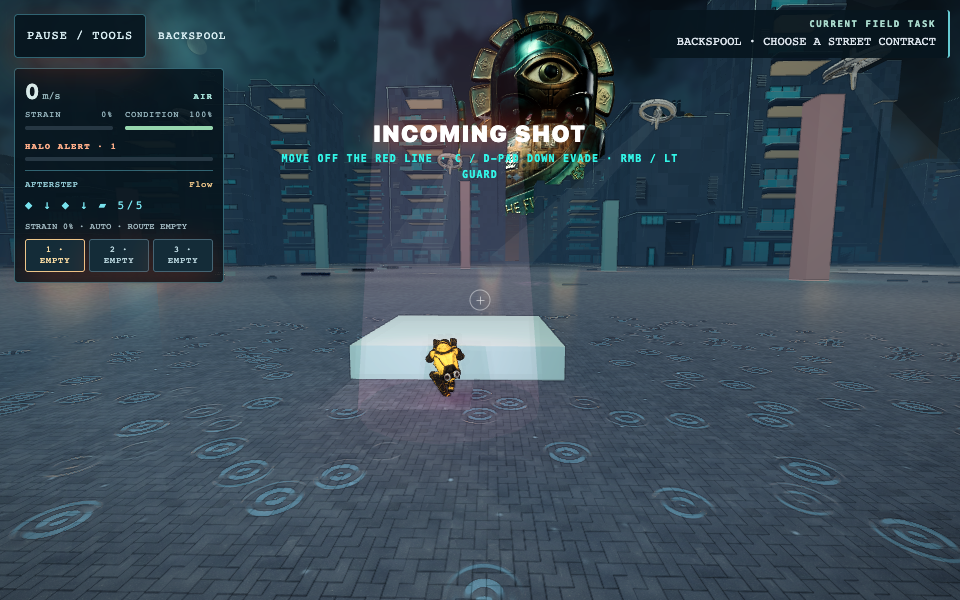 PAUSE / TOOLS
BACKSPOOL
CURRENT FIELD TASK
BACKSPOOL · CHOOSE A STREET CONTRACT
0 m/s
AIR
STRAIN 0%
CONDITION 100%
HALO ALERT · 1
AFTERSTEP
Flow
5/5
STRAIN 0% · AUTO · ROUTE EMPTY
1 ·
EMPTY
2 ·
EMPTY
3 ·
EMPTY
INCOMING SHOT
MOVE OFF THE RED LINE · C / D-PAD DOWN EVADE · RMB / LT
GUARD